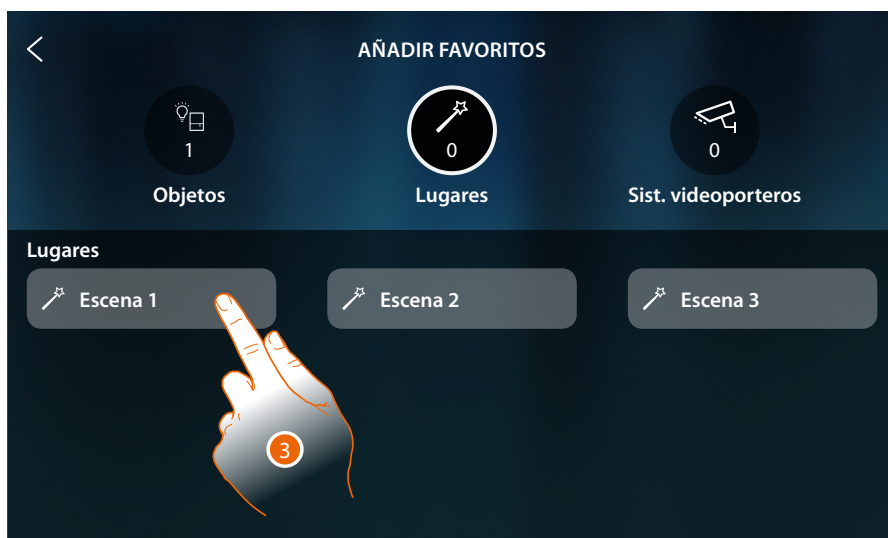 AÑADIR FAVORITOS
1
0
0
Objetos
Lugares
Sist. videoporteros
Lugares
Escena 1
Escena 2
Escena 3
3